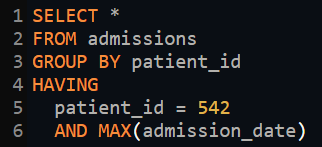 1 SELECT *
2 FROM admissions
3 GROUP BY patient_id
4 HAVING
5   patient_id = 542
6   AND MAX(admission_date)